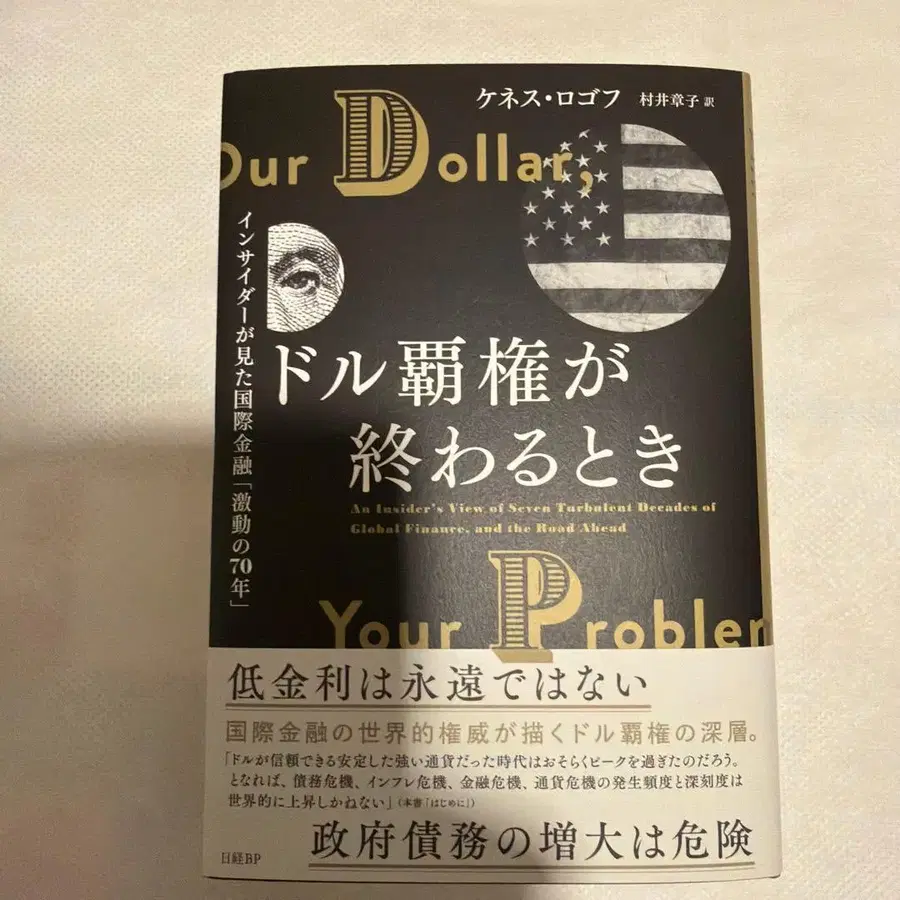 ケネス・ロゴフ 村井章子 訳
Our Dollar,
インサイダーが見た国際金融「激動の70年」
ドル覇権が
終わるとき
An Insider's View of Seven Turbulent Decades of
Global Finance, and the Road Ahead
Your Problem
低金利は永遠ではない
国際金融の世界的権威が描くドル覇権の深層。
「ドルが信頼できる安定した強い通貨だった時代はおそらくピークを過ぎたのだろう。
となれば、債務危機、インフレ危機、金融危機、通貨危機の発生頻度と深刻度は
世界的に上昇しかねない」(本書「はじめに」)
政府債務の増大は危険
日経BP